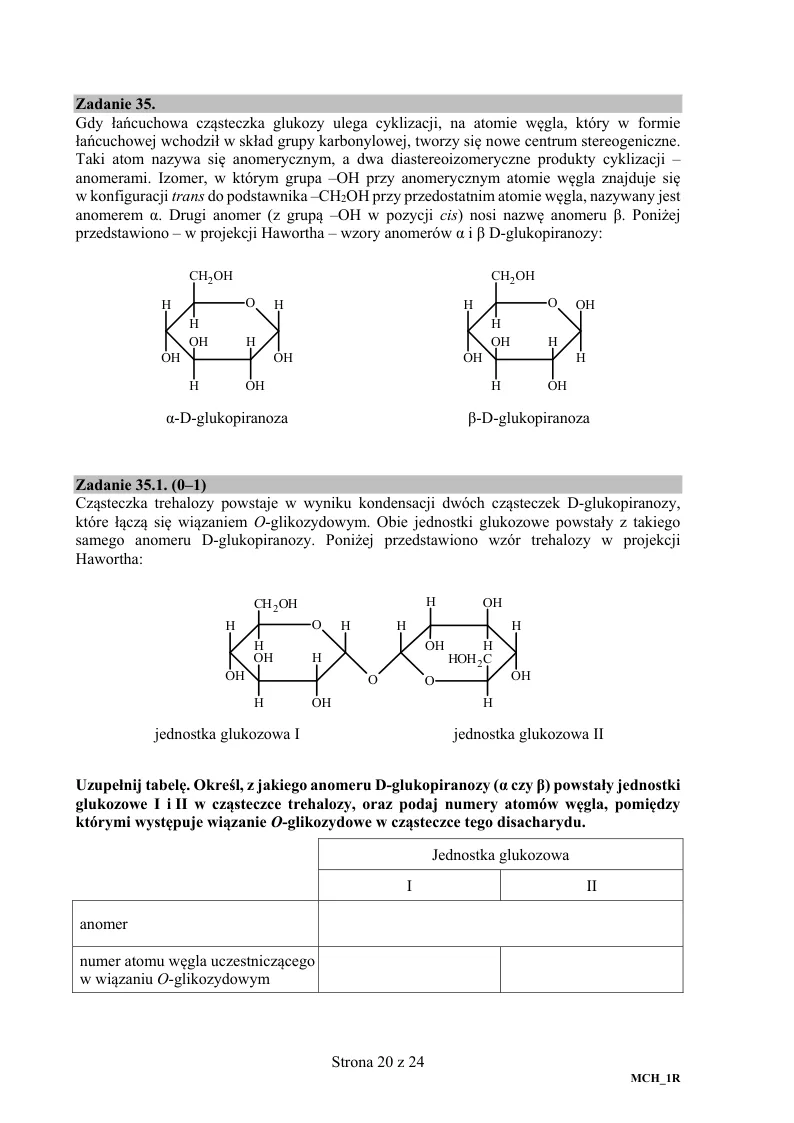 Zadanie 35.
Gdy łańcuchowa cząsteczka glukozy ulega cyklizacji, na atomie węgla, który w formie
łańcuchowej wchodził w skład grupy karbonylowej, tworzy się nowe centrum stereogeniczne.
Taki atom nazywa się anomerycznym, a dwa diastereoizomeryczne produkty cyklizacji –
anomerami. Izomer, w którym grupa –OH przy anomerycznym atomie węgla znajduje się
w konfiguracji trans do podstawnika –CH₂OH przy przedostatnim atomie węgla, nazywany jest
anomerem α. Drugi anomer (z grupą –OH w pozycji cis) nosi nazwę anomeru β. Poniżej
przedstawiono – w projekcji Hawortha – wzory anomerów α i β D-glukopiranozy:
CH₂OH CH₂OH
H O H H O OH
H H
OH H OH H
OH OH OH H
H OH H OH
α-D-glukopiranoza β-D-glukopiranoza
Zadanie 35.1. (0–1)
Cząsteczka trehalozy powstaje w wyniku kondensacji dwóch cząsteczek D-glukopiranozy,
które łączą się wiązaniem O-glikozydowym. Obie jednostki glukozowe powstały z takiego
samego anomeru D-glukopiranozy. Poniżej przedstawiono wzór trehalozy w projekcji
Hawortha:
CH₂OH H OH
H O H H H
H OH H
OH H HOH₂C
OH O O OH
H OH H
jednostka glukozowa I jednostka glukozowa II
Uzupełnij tabelę. Określ, z jakiego anomeru D-glukopiranozy (α czy β) powstały jednostki
glukozowe I i II w cząsteczce trehalozy, oraz podaj numery atomów węgla, pomiędzy
którymi występuje wiązanie O-glikozydowe w cząsteczce tego disacharydu.
Jednostka glukozowa
I II
anomer
numer atomu węgla uczestniczącego
w wiązaniu O-glikozydowym
Strona 20 z 24
MCH_1R